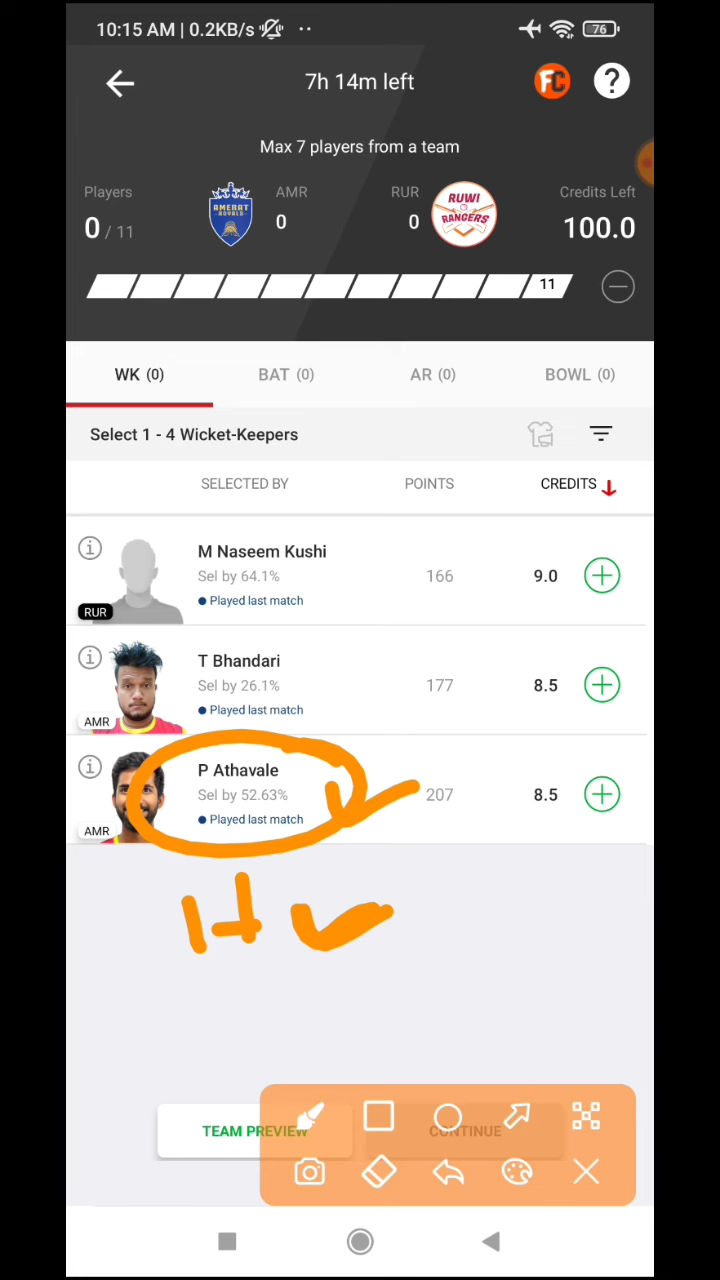 10:15 AM | 0.2KB/s
76
7h 14m left
FC
?
Max 7 players from a team
Players
AMR
RUR
Credits Left
0 / 11
AMERAT
ROYALS
0
0
RUWI
RANGERS
100.0
11
WK (0)
BAT (0)
AR (0)
BOWL (0)
Select 1 - 4 Wicket-Keepers
SELECTED BY
POINTS
CREDITS
M Naseem Kushi
Sel by 64.1%
166
9.0
Played last match
RUR
T Bhandari
Sel by 26.1%
177
8.5
Played last match
AMR
P Athavale
Sel by 52.63%
207
8.5
Played last match
AMR
TEAM PREVIEW
CONTINUE